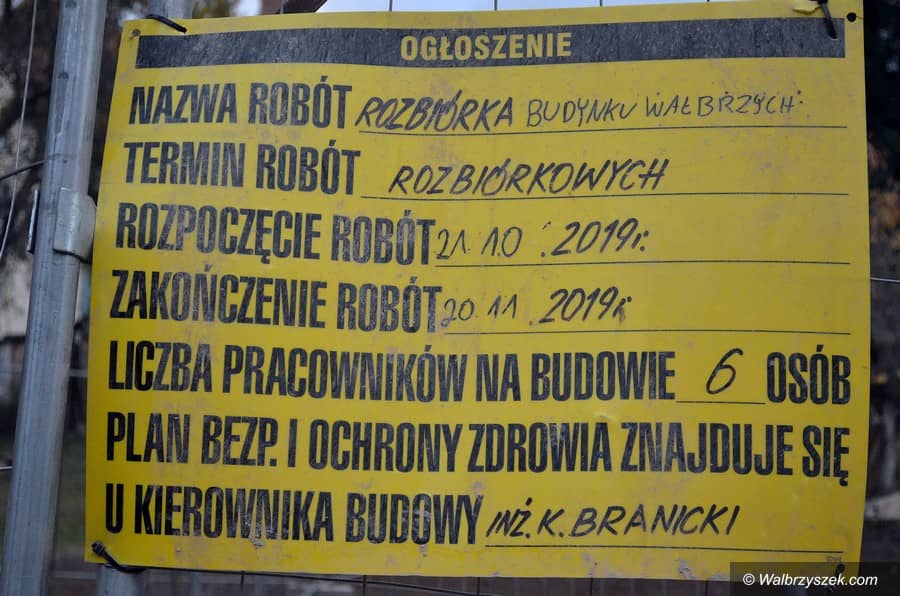 OGŁOSZENIE
NAZWA ROBÓT ROZBIÓRKA BUDYNKU WAŁBRZYCH
TERMIN ROBÓT ROZBIÓRKOWYCH
ROZPOCZĘCIE ROBÓT 21.10.2019r.
ZAKOŃCZENIE ROBÓT 20.11.2019r.
LICZBA PRACOWNIKÓW NA BUDOWIE 6 OSÓB
PLAN BEZP. I OCHRONY ZDROWIA ZNAJDUJE SIĘ
U KIEROWNIKA BUDOWY INŻ. K. BRANICKI
© Walbrzyszek.com